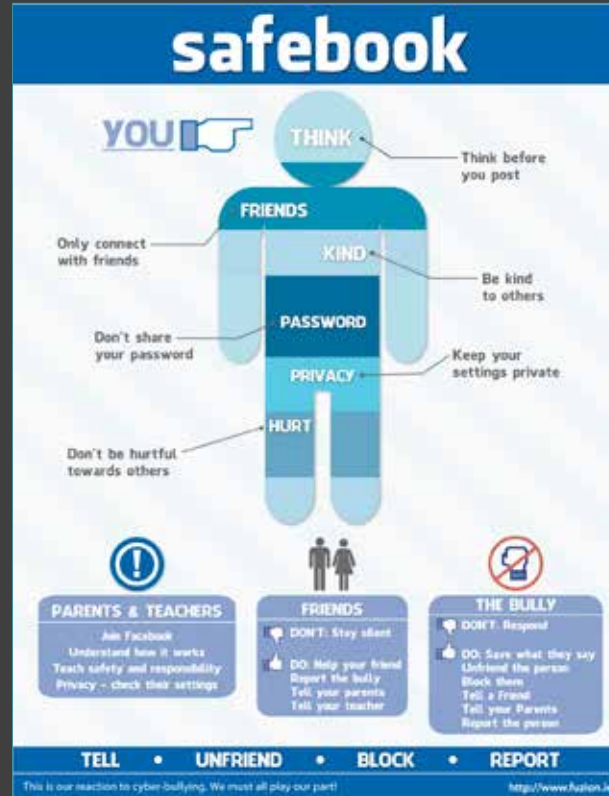 safebook
YOU
THINK
Think before
you post
FRIENDS
Only connect
with friends
KIND
Be kind
to others
PASSWORD
Don't share
your password
PRIVACY
Keep your
settings private
HURT
Don't be hurtful
towards others
PARENTS & TEACHERS
Join Facebook
Understand how it works
Teach safety and responsibility
Privacy - check their settings
FRIENDS
DON'T: Stay silent
DO: Help your friend
Report the bully
Tell your parents
Tell your teacher
THE BULLY
DON'T: Respond
DO: Save what they say
Unfriend the person
Block them
Tell a Friend
Tell your Parents
Report the person
TELL • UNFRIEND • BLOCK • REPORT
This is our reaction to cyber-bullying. We must all play our part!